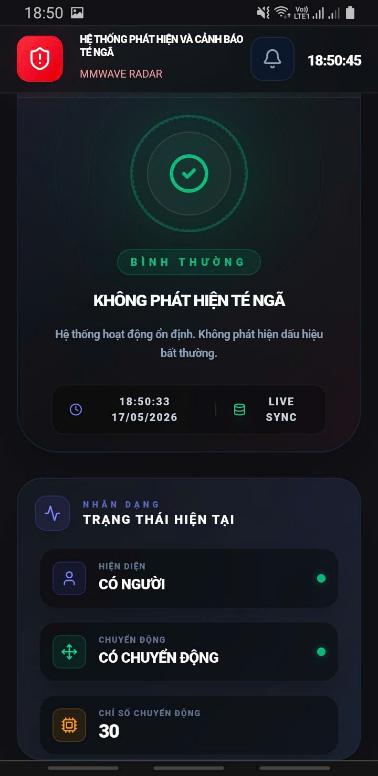 18:50
Vo))
LTE1
HỆ THỐNG PHÁT HIỆN VÀ CẢNH BÁO
TÉ NGÃ
MMWAVE RADAR
18:50:45
BÌNH THƯỜNG
KHÔNG PHÁT HIỆN TÉ NGÃ
Hệ thống hoạt động ổn định. Không phát hiện dấu hiệu
bất thường.
18:50:33
17/05/2026
LIVE
SYNC
NHẬN DẠNG
TRẠNG THÁI HIỆN TẠI
HIỆN DIỆN
CÓ NGƯỜI
CHUYỂN ĐỘNG
CÓ CHUYỂN ĐỘNG
CHỈ SỐ CHUYỂN ĐỘNG
30